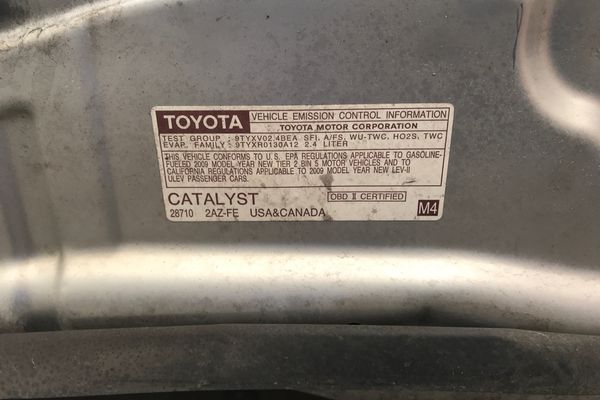 TOYOTA VEHICLE EMISSION CONTROL INFORMATION
TOYOTA MOTOR CORPORATION
TEST GROUP : 9TYXV02.4BEA SFI, A/FS, WU-TWC, HO2S, TWC
EVAP. FAMILY : 9TYXR0130A12 2.4 LITER
THIS VEHICLE CONFORMS TO U.S. EPA REGULATIONS APPLICABLE TO GASOLINE-
FUELED 2009 MODEL YEAR NEW TIER 2 BIN 5 MOTOR VEHICLES AND TO
CALIFORNIA REGULATIONS APPLICABLE TO 2009 MODEL YEAR NEW LEV-II
ULEV PASSENGER CARS.
CATALYST OBD II CERTIFIED
28710 2AZ-FE USA&CANADA M4